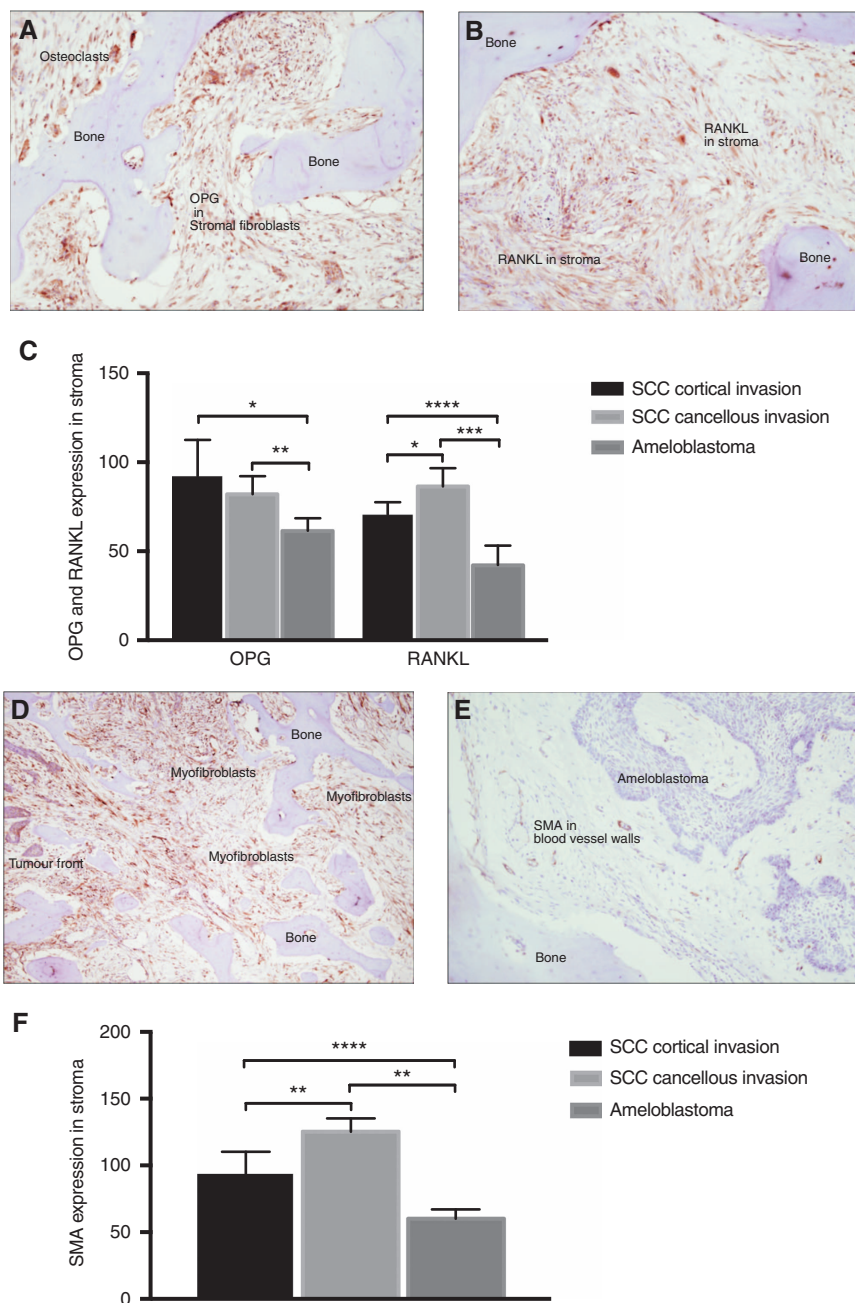 A
Osteoclasts
Bone
Bone
OPG
in
Stromal fibroblasts
B
Bone
RANKL
in stroma
RANKL in stroma
Bone
C
OPG and RANKL expression in stroma
150
100
50
0
*
**
****
*
***
OPG
RANKL
SCC cortical invasion
SCC cancellous invasion
Ameloblastoma
D
Bone
Myofibroblasts
Myofibroblasts
Myofibroblasts
Tumour front
Bone
E
Ameloblastoma
SMA in
blood vessel walls
Bone
F
SMA expression in stroma
200
150
100
50
0
****
**
**
SCC cortical invasion
SCC cancellous invasion
Ameloblastoma